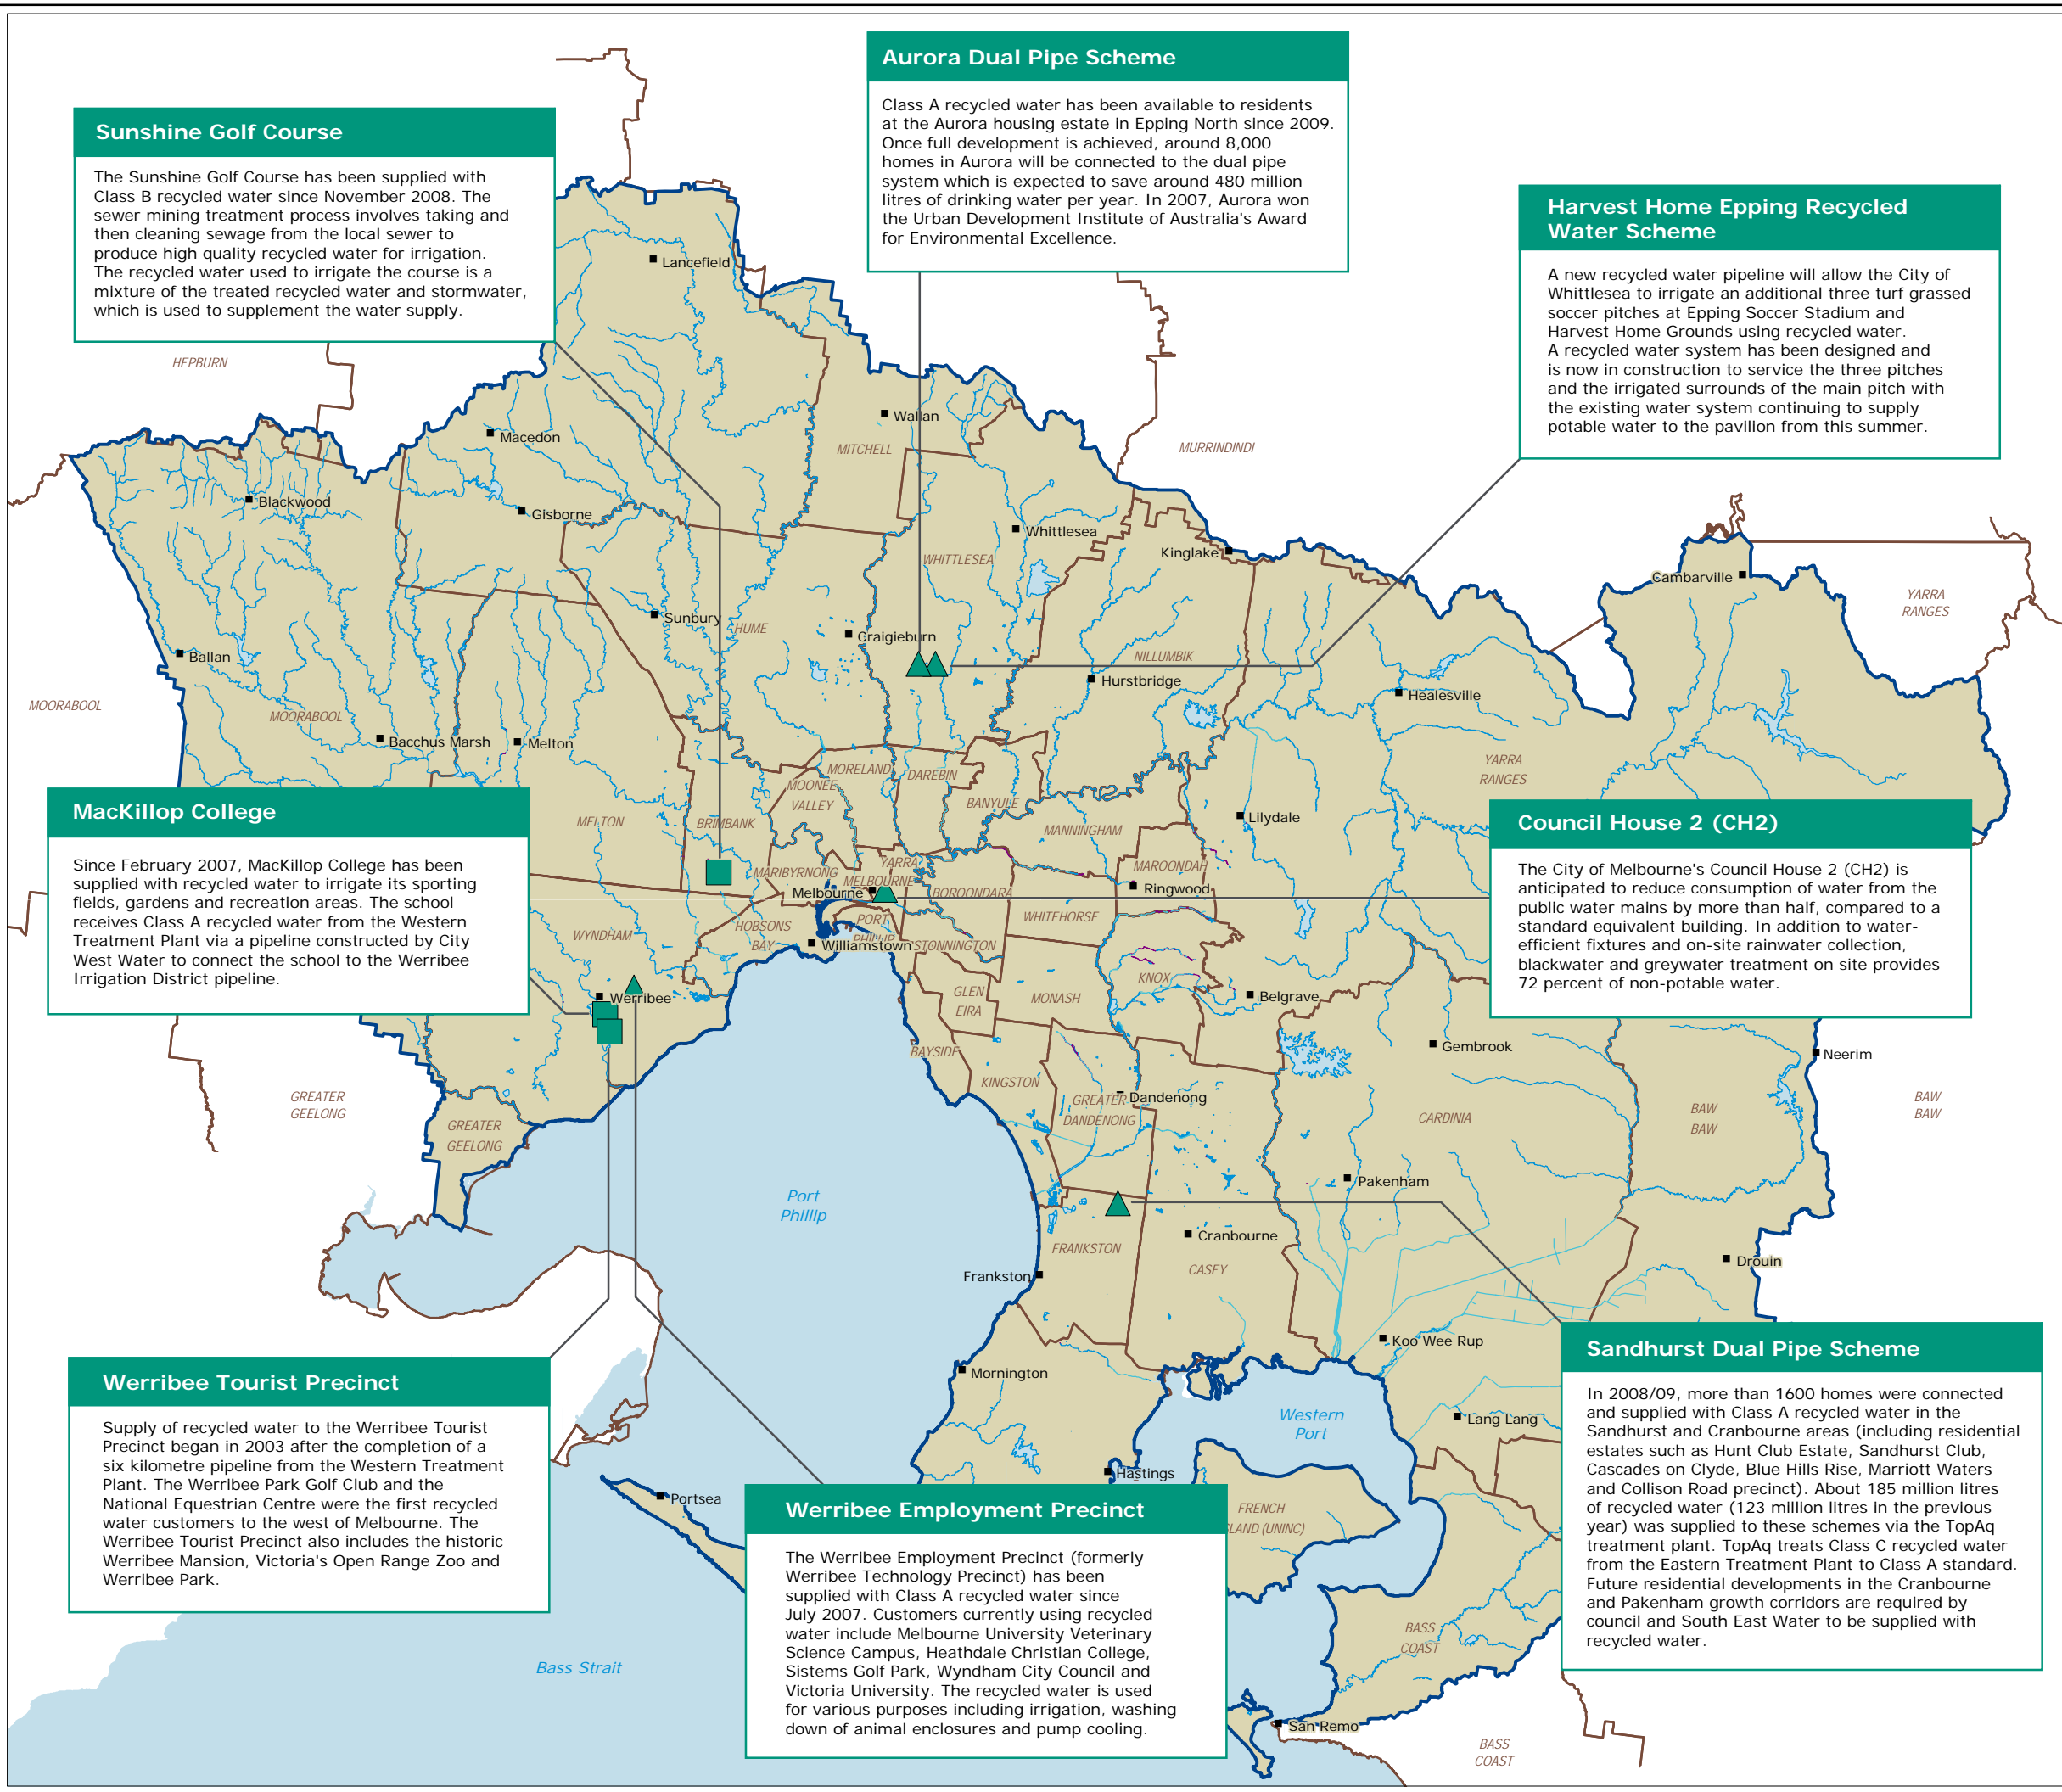 Aurora Dual Pipe Scheme
Class A recycled water has been available to residents
at the Aurora housing estate in Epping North since 2009.
Once full development is achieved, around 8,000
homes in Aurora will be connected to the dual pipe
system which is expected to save around 480 million
litres of drinking water per year. In 2007, Aurora won
the Urban Development Institute of Australia's Award
for Environmental Excellence.
Sunshine Golf Course
The Sunshine Golf Course has been supplied with
Class B recycled water since November 2008. The
sewer mining treatment process involves taking and
then cleaning sewage from the local sewer to
produce high quality recycled water for irrigation.
The recycled water used to irrigate the course is a
mixture of the treated recycled water and stormwater,
which is used to supplement the water supply.
Harvest Home Epping Recycled
Water Scheme
A new recycled water pipeline will allow the City of
Whittlesea to irrigate an additional three turf grassed
soccer pitches at Epping Soccer Stadium and
Harvest Home Grounds using recycled water.
A recycled water system has been designed and
is now in construction to service the three pitches
and the irrigated surrounds of the main pitch with
the existing water system continuing to supply
potable water to the pavilion from this summer.
Lancefield
HEPBURN
Wallan
Macedon
MITCHELL
MURRINDINDI
Blackwood
Gisborne
Whittlesea
Kinglake
WHITTLESEA
Cambarville
YARRA
RANGES
Sunbury
HUME
Craigieburn
Ballan
NILLUMBIK
Hurstbridge
Healesville
MOORABOOL
MOORABOOL
Bacchus Marsh
Melton
YARRA
RANGES
MORELAND
DAREBIN
MOONEE
VALLEY
BANYULE
MacKillop College
Since February 2007, MacKillop College has been
supplied with recycled water to irrigate its sporting
fields, gardens and recreation areas. The school
receives Class A recycled water from the Western
Treatment Plant via a pipeline constructed by City
West Water to connect the school to the Werribee
Irrigation District pipeline.
MELTON
BRIMBANK
MANNINGHAM
Lilydale
Council House 2 (CH2)
The City of Melbourne's Council House 2 (CH2) is
anticipated to reduce consumption of water from the
public water mains by more than half, compared to a
standard equivalent building. In addition to water-
efficient fixtures and on-site rainwater collection,
blackwater and greywater treatment on site provides
72 percent of non-potable water.
MARIBYRNONG
YARRA
MELBOURNE
MAROONDAH
Melbourne
BOROONDARA
Ringwood
WHITEHORSE
HOBSONS
BAY
PORT
PHILLIP
WYNDHAM
Williamstown
STONNINGTON
KNOX
Werribee
GLEN
EIRA
MONASH
Belgrave
BAYSIDE
Gembrook
Neerim
KINGSTON
GREATER
GEELONG
GREATER
DANDENONG
Dandenong
GREATER
GEELONG
CARDINIA
BAW
BAW
BAW
BAW
Port
Phillip
Pakenham
FRANKSTON
Cranbourne
CASEY
Frankston
Drouin
Koo Wee Rup
Mornington
Western
Port
Lang Lang
Werribee Tourist Precinct
Supply of recycled water to the Werribee Tourist
Precinct began in 2003 after the completion of a
six kilometre pipeline from the Western Treatment
Plant. The Werribee Park Golf Club and the
National Equestrian Centre were the first recycled
water customers to the west of Melbourne. The
Werribee Tourist Precinct also includes the historic
Werribee Mansion, Victoria's Open Range Zoo and
Werribee Park.
Sandhurst Dual Pipe Scheme
In 2008/09, more than 1600 homes were connected
and supplied with Class A recycled water in the
Sandhurst and Cranbourne areas (including residential
estates such as Hunt Club Estate, Sandhurst Club,
Cascades on Clyde, Blue Hills Rise, Marriott Waters
and Collison Road precinct). About 185 million litres
of recycled water (123 million litres in the previous
year) was supplied to these schemes via the TopAq
treatment plant. TopAq treats Class C recycled water
from the Eastern Treatment Plant to Class A standard.
Future residential developments in the Cranbourne
and Pakenham growth corridors are required by
council and South East Water to be supplied with
recycled water.
Hastings
Portsea
FRENCH
LAND (UNINC)
Werribee Employment Precinct
The Werribee Employment Precinct (formerly
Werribee Technology Precinct) has been
supplied with Class A recycled water since
July 2007. Customers currently using recycled
water include Melbourne University Veterinary
Science Campus, Heathdale Christian College,
Sistems Golf Park, Wyndham City Council and
Victoria University. The recycled water is used
for various purposes including irrigation, washing
down of animal enclosures and pump cooling.
BASS
COAST
Bass Strait
San Remo
BASS
COAST